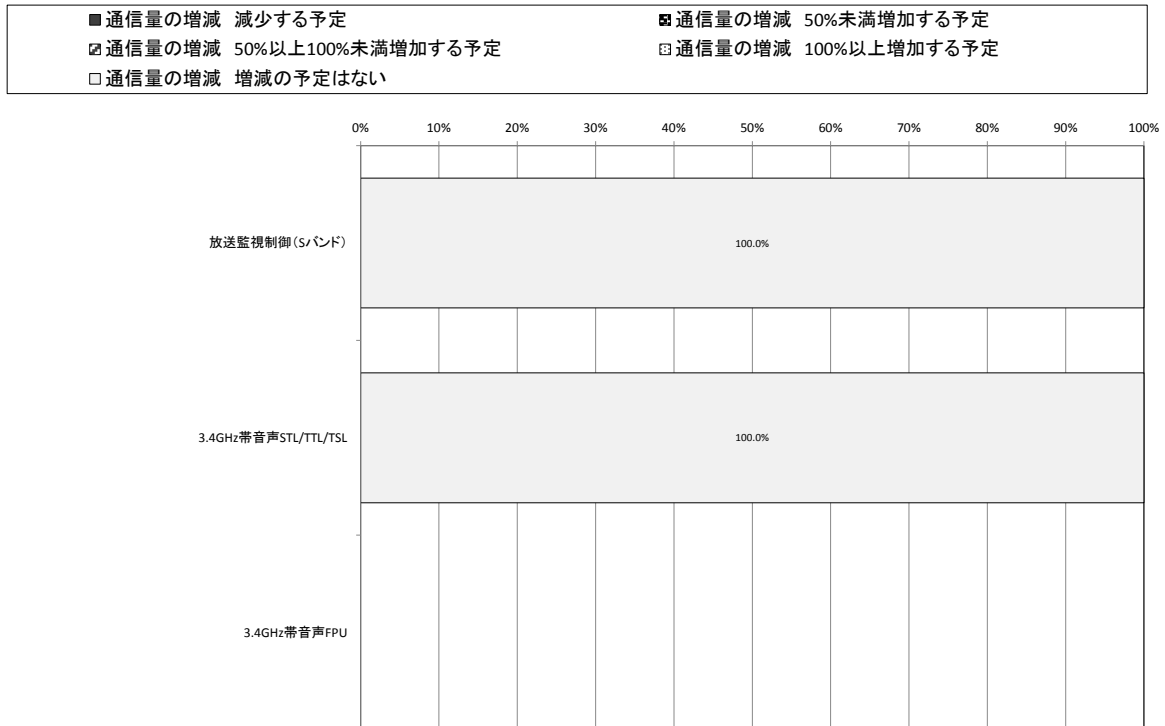 通信量の増減 減少する予定
通信量の増減 50%未満増加する予定
通信量の増減 50%以上100%未満増加する予定
通信量の増減 100%以上増加する予定
通信量の増減 増減の予定はない
0% 10% 20% 30% 40% 50% 60% 70% 80% 90% 100%
放送監視制御(Sバンド)
100.0%
3.4GHz帯音声STL/TTL/TSL
100.0%
3.4GHz帯音声FPU